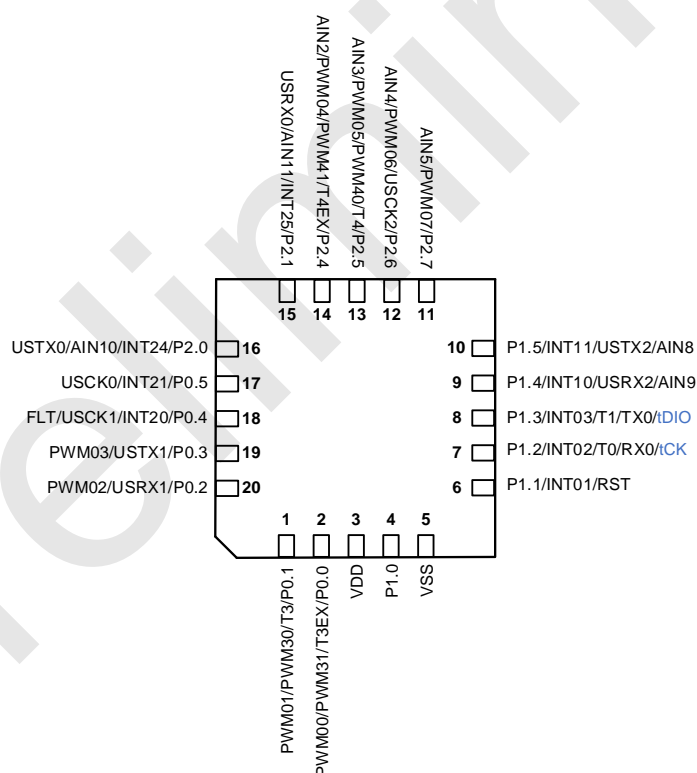 USRX0/AIN11/INT25/P2.1
AIN2/PWM04/PWM41/T4EX/P2.4
AIN3/PWM05/PWM40/T4/P2.5
AIN4/PWM06/USCK2/P2.6
AIN5/PWM07/P2.7
15
14
13
12
11
USTX0/AIN10/INT24/P2.0 16
USCK0/INT21/P0.5 17
FLT/USCK1/INT20/P0.4 18
PWM03/USTX1/P0.3 19
PWM02/USRX1/P0.2 20
10 P1.5/INT11/USTX2/AIN8
9 P1.4/INT10/USRX2/AIN9
8 P1.3/INT03/T1/TX0/tDIO
7 P1.2/INT02/T0/RX0/tCK
6 P1.1/INT01/RST
1
2
3
4
5
PWM01/PWM30/T3/P0.1
PWM00/PWM31/T3EX/P0.0
VDD
P1.0
VSS
elimin